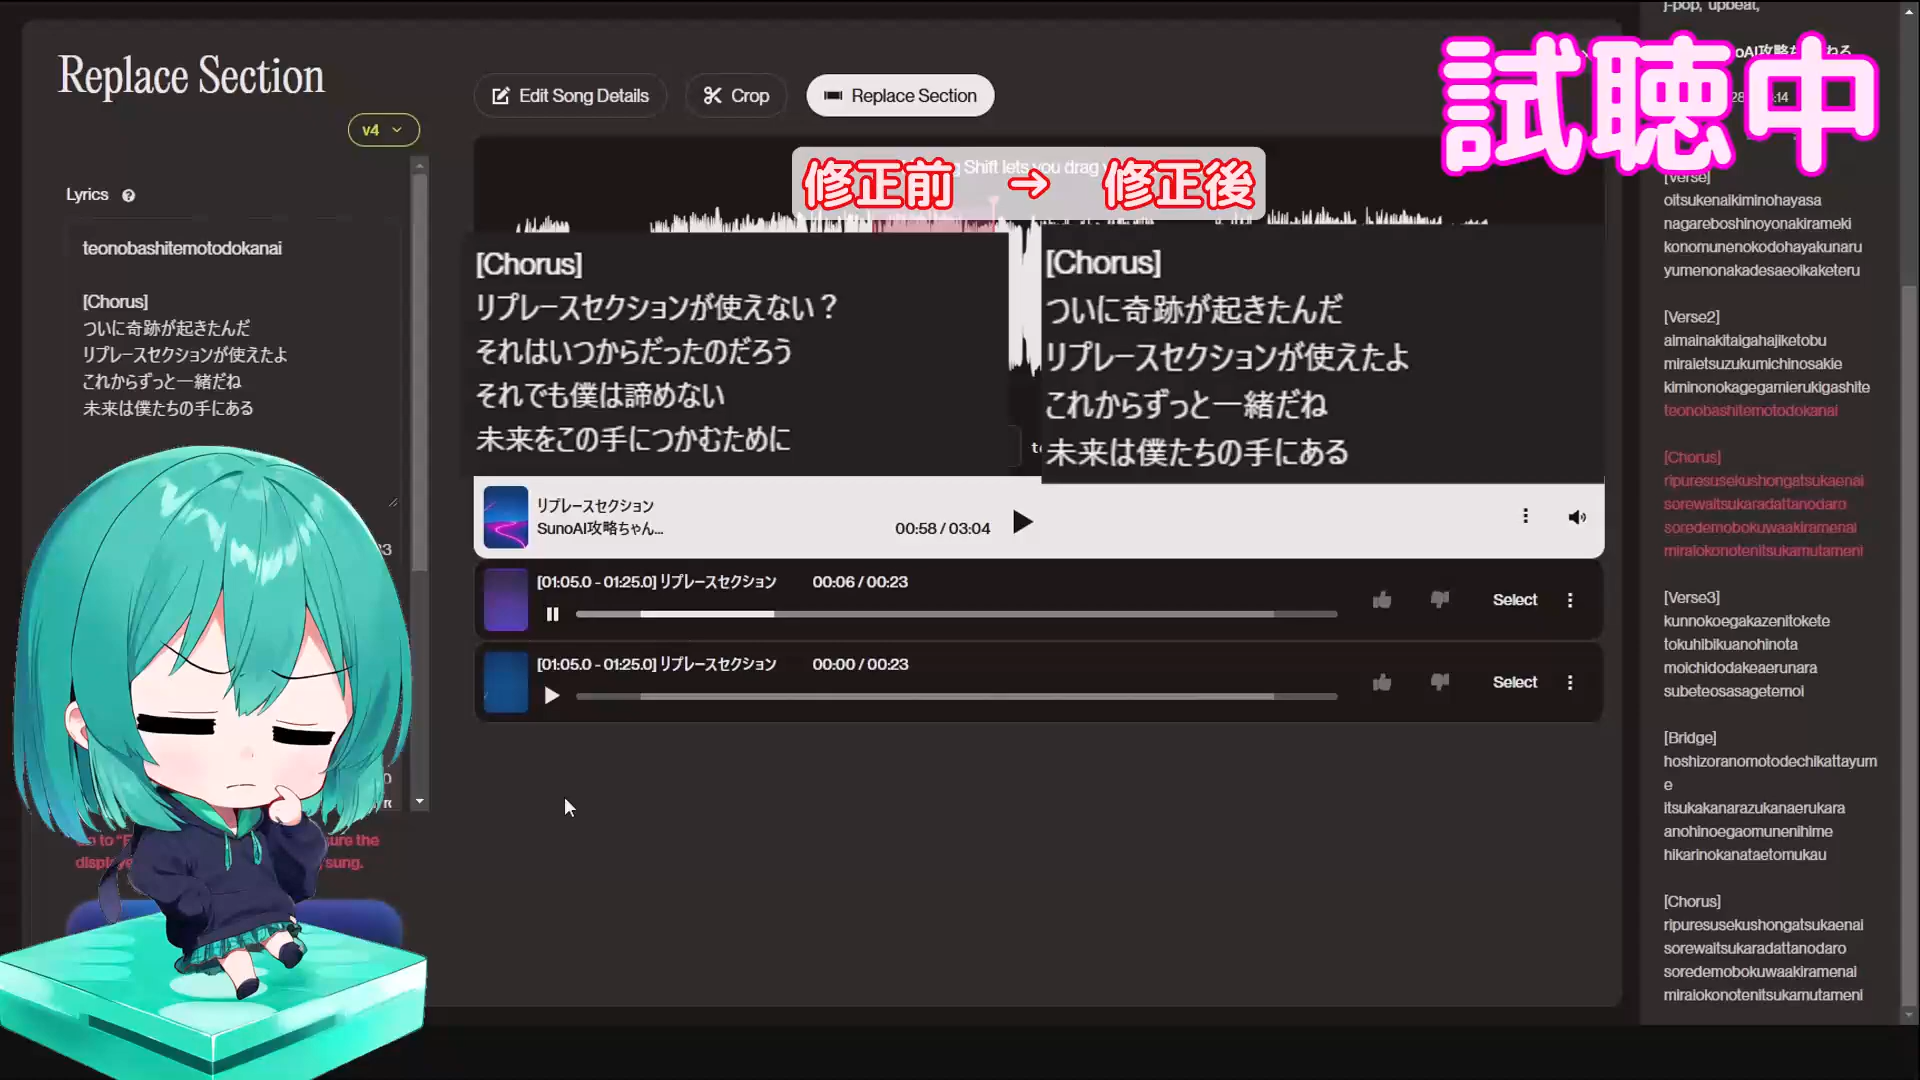 Replace Section
v4
Lyrics
teonobashitemotodokanai
[Chorus]
ついに奇跡が起きたんだ
リプレースセクションが使えたよ
これからずっと一緒だね
未来は僕たちの手にある
Edit Song Details
Crop
Replace Section
試聴中
Shift lets you drag
修正前 → 修正後
[Chorus]
リプレースセクションが使えない？
それはいつからだったのだろう
それでも僕は諦めない
未来をこの手につかむために
[Chorus]
ついに奇跡が起きたんだ
リプレースセクションが使えたよ
これからずっと一緒だね
未来は僕たちの手にある
リプレースセクション
SunoAI攻略ちゃん...
00:58 / 03:04
[01:05.0 - 01:25.0] リプレースセクション
00:06 / 00:23
Select
[01:05.0 - 01:25.0] リプレースセクション
00:00 / 00:23
Select
j-pop, upbeat,
[Verse]
oitsukenaikiminohayasa
nagareboshinoyonakirameki
konomunenokodohayakunaru
yumenonakadesaeoikaketeru
[Verse2]
aimainakitaigahajiketobu
miraietsuzukumichinosakie
kiminonokagegamierukigashite
teonobashitemotodokanai
[Chorus]
ripuresusekushongatsukaenai
sorewaitsukaradattanodaro
soredemobokuwaakiramenai
miraiokonotenitsukamutameni
[Verse3]
kunnokoegakazenitokete
tokuhibikuanohinota
moichidodakeaerunara
subeteosasagetemoi
[Bridge]
hoshizoranomotodechikattayum
e
itsukakanarazukanaerukara
anohinoegaomunenihime
hikarinokanataetomukau
[Chorus]
ripuresusekushongatsukaenai
sorewaitsukaradattanodaro
soredemobokuwaakiramenai
miraiokonotenitsukamutameni